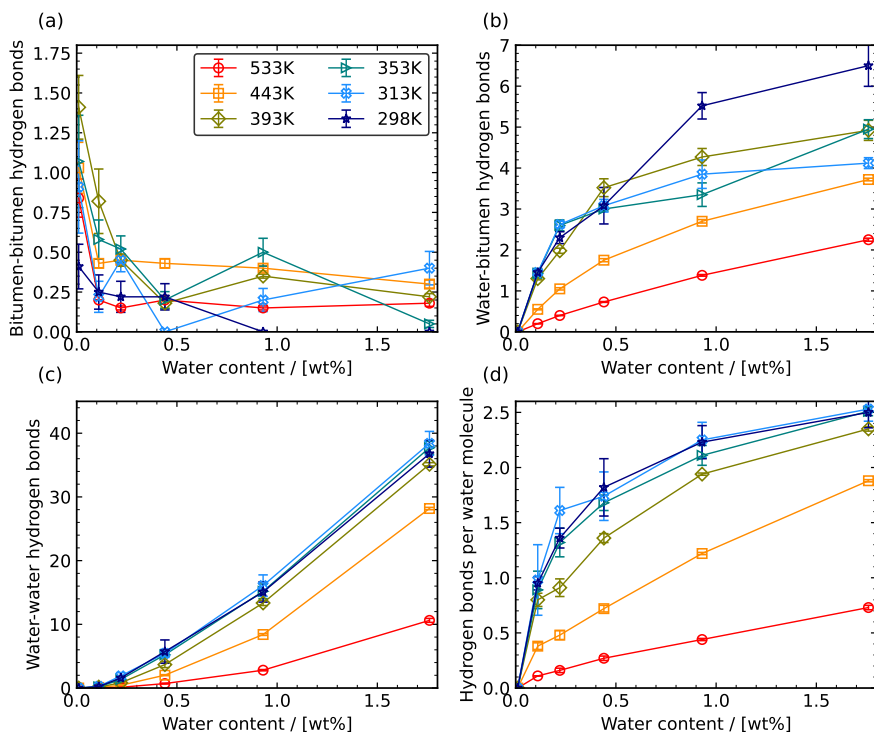 (a)
Bitumen-bitumen hydrogen bonds
1.75
1.50
1.25
1.00
0.75
0.50
0.25
0.00
0.0 0.5 1.0 1.5
Water content / [wt%]
533K 353K
443K 313K
393K 298K
(b)
Water-bitumen hydrogen bonds
7
6
5
4
3
2
1
0
0.0 0.5 1.0 1.5
Water content / [wt%]
(c)
Water-water hydrogen bonds
40
30
20
10
0
0.0 0.5 1.0 1.5
Water content / [wt%]
(d)
Hydrogen bonds per water molecule
2.5
2.0
1.5
1.0
0.5
0.0
0.0 0.5 1.0 1.5
Water content / [wt%]